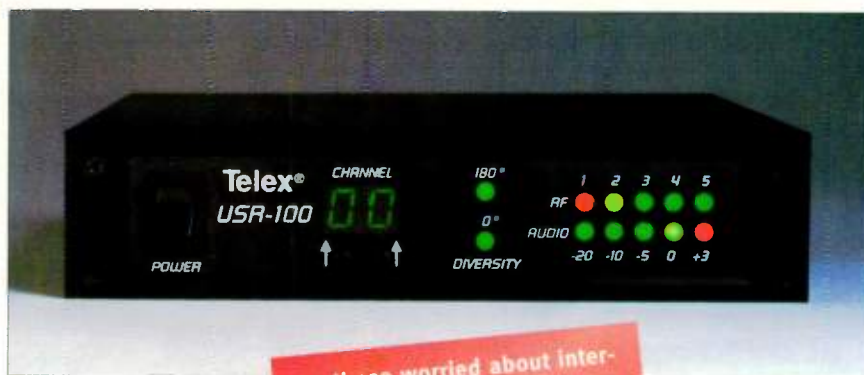 Telex®
USR-100
POWER
CHANNEL
00
180°
0°
DIVERSITY
1 2 3 4 5
RF
AUDIO
-20 -10 -5 0 +3
worried about inter-